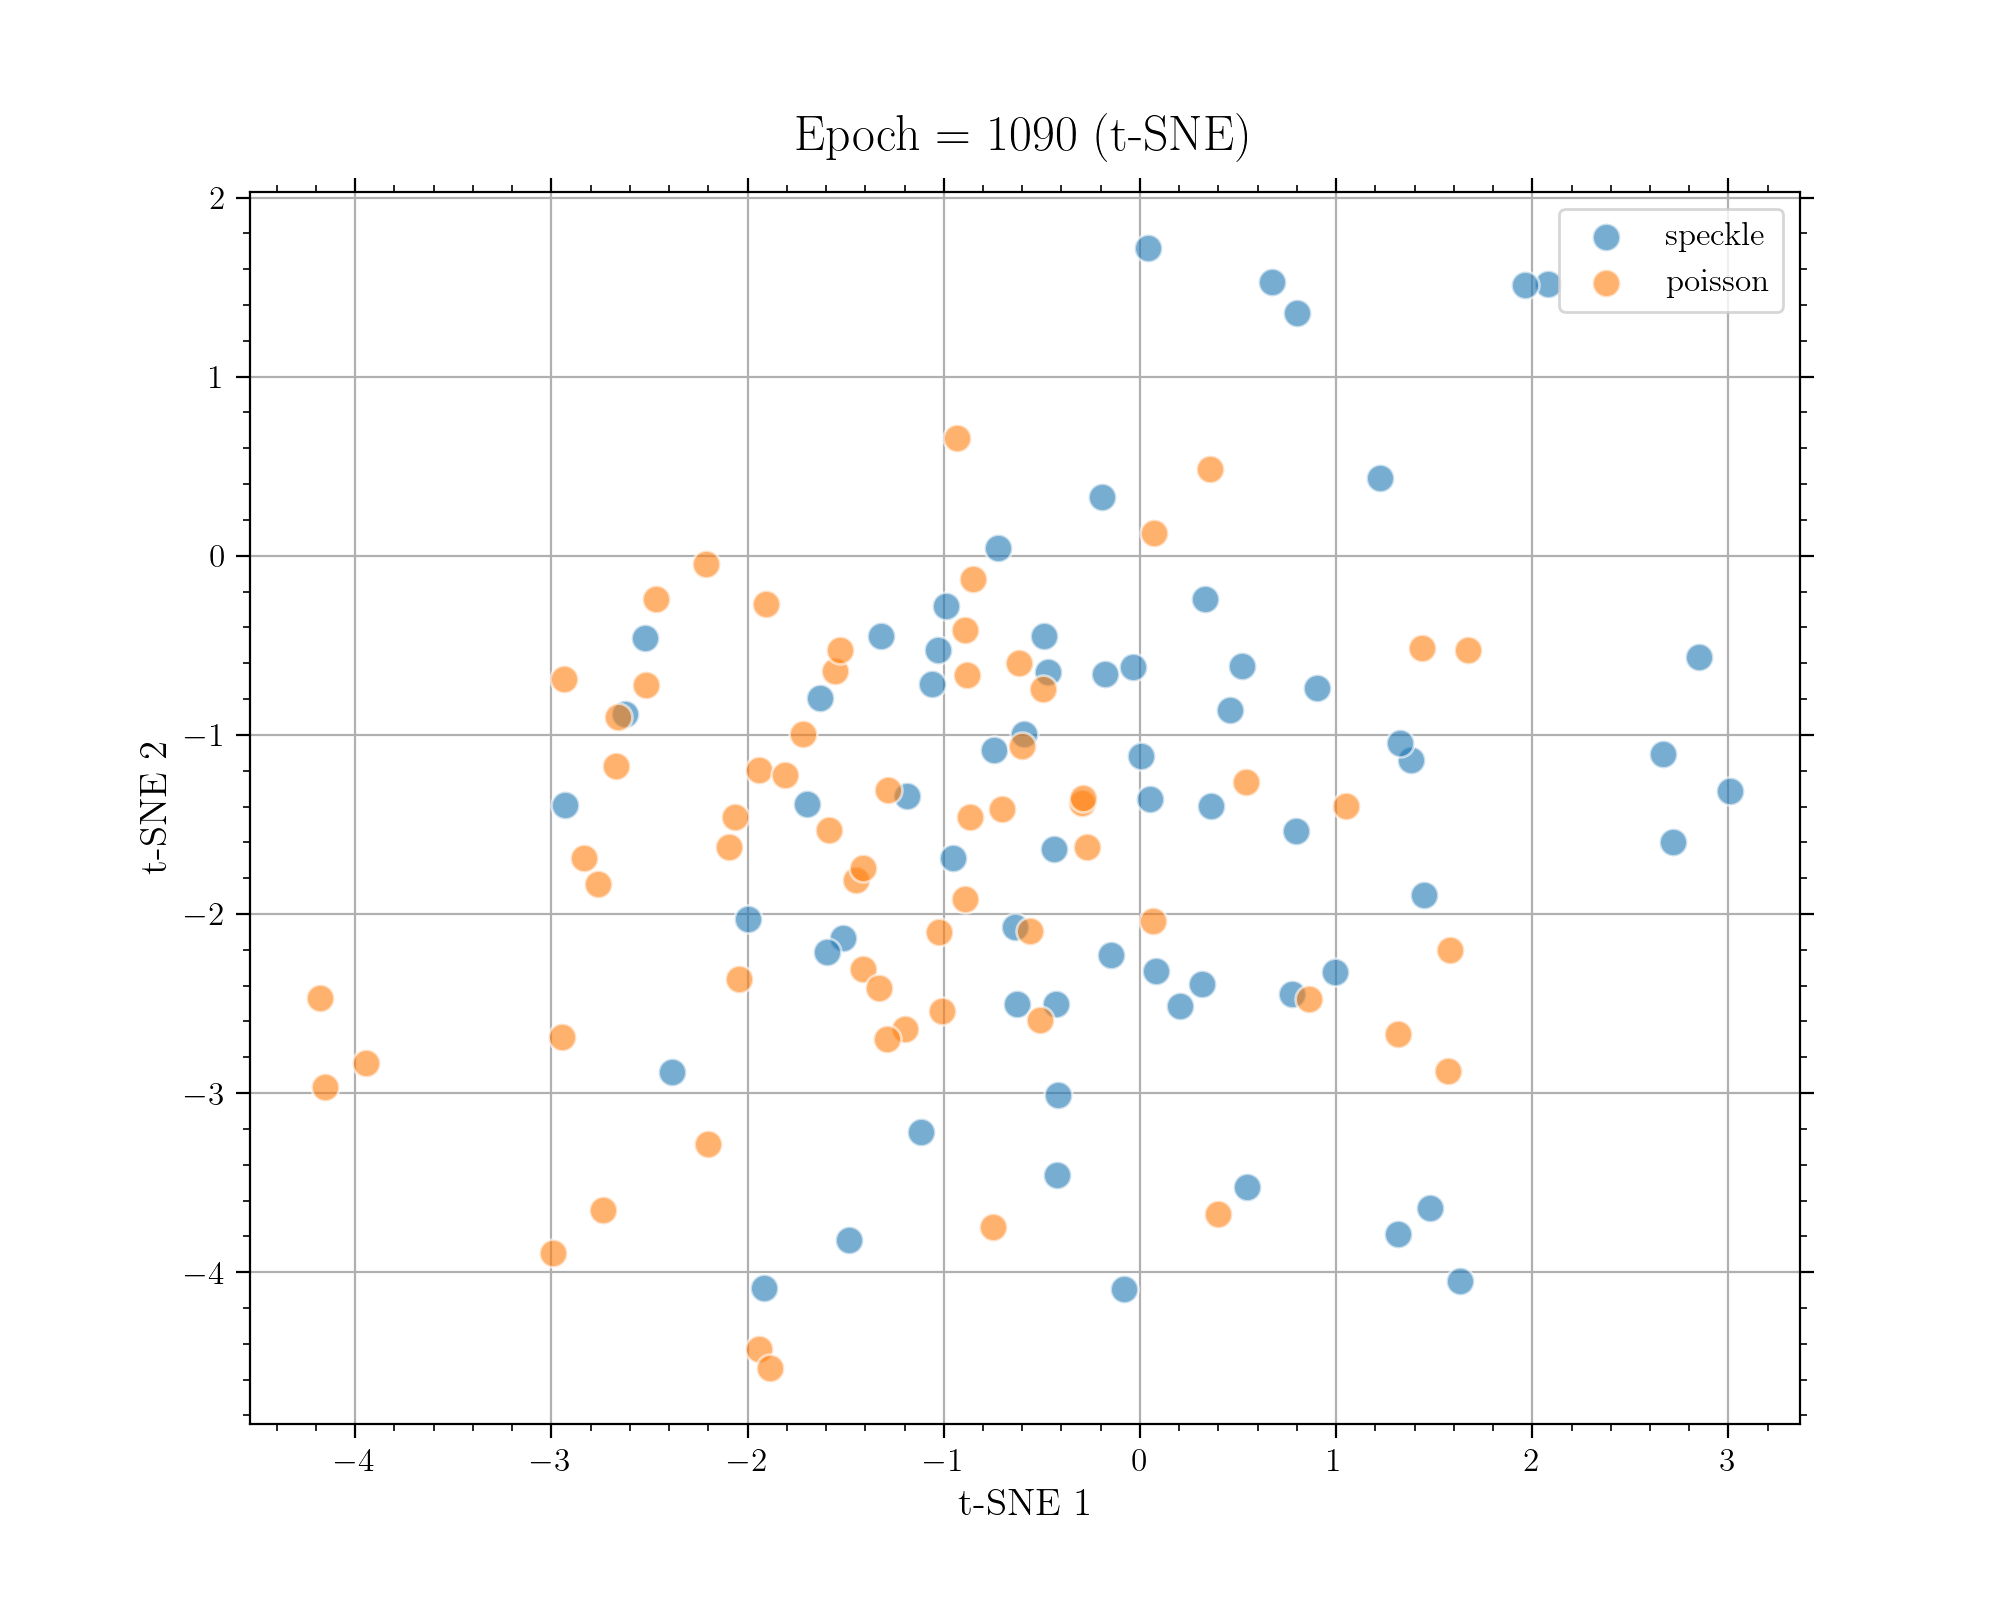 Epoch = 1090 (t-SNE)
speckle
poisson
2
1
0
−1
−2
−3
−4
t-SNE 2
−4 −3 −2 −1 0 1 2 3
t-SNE 1